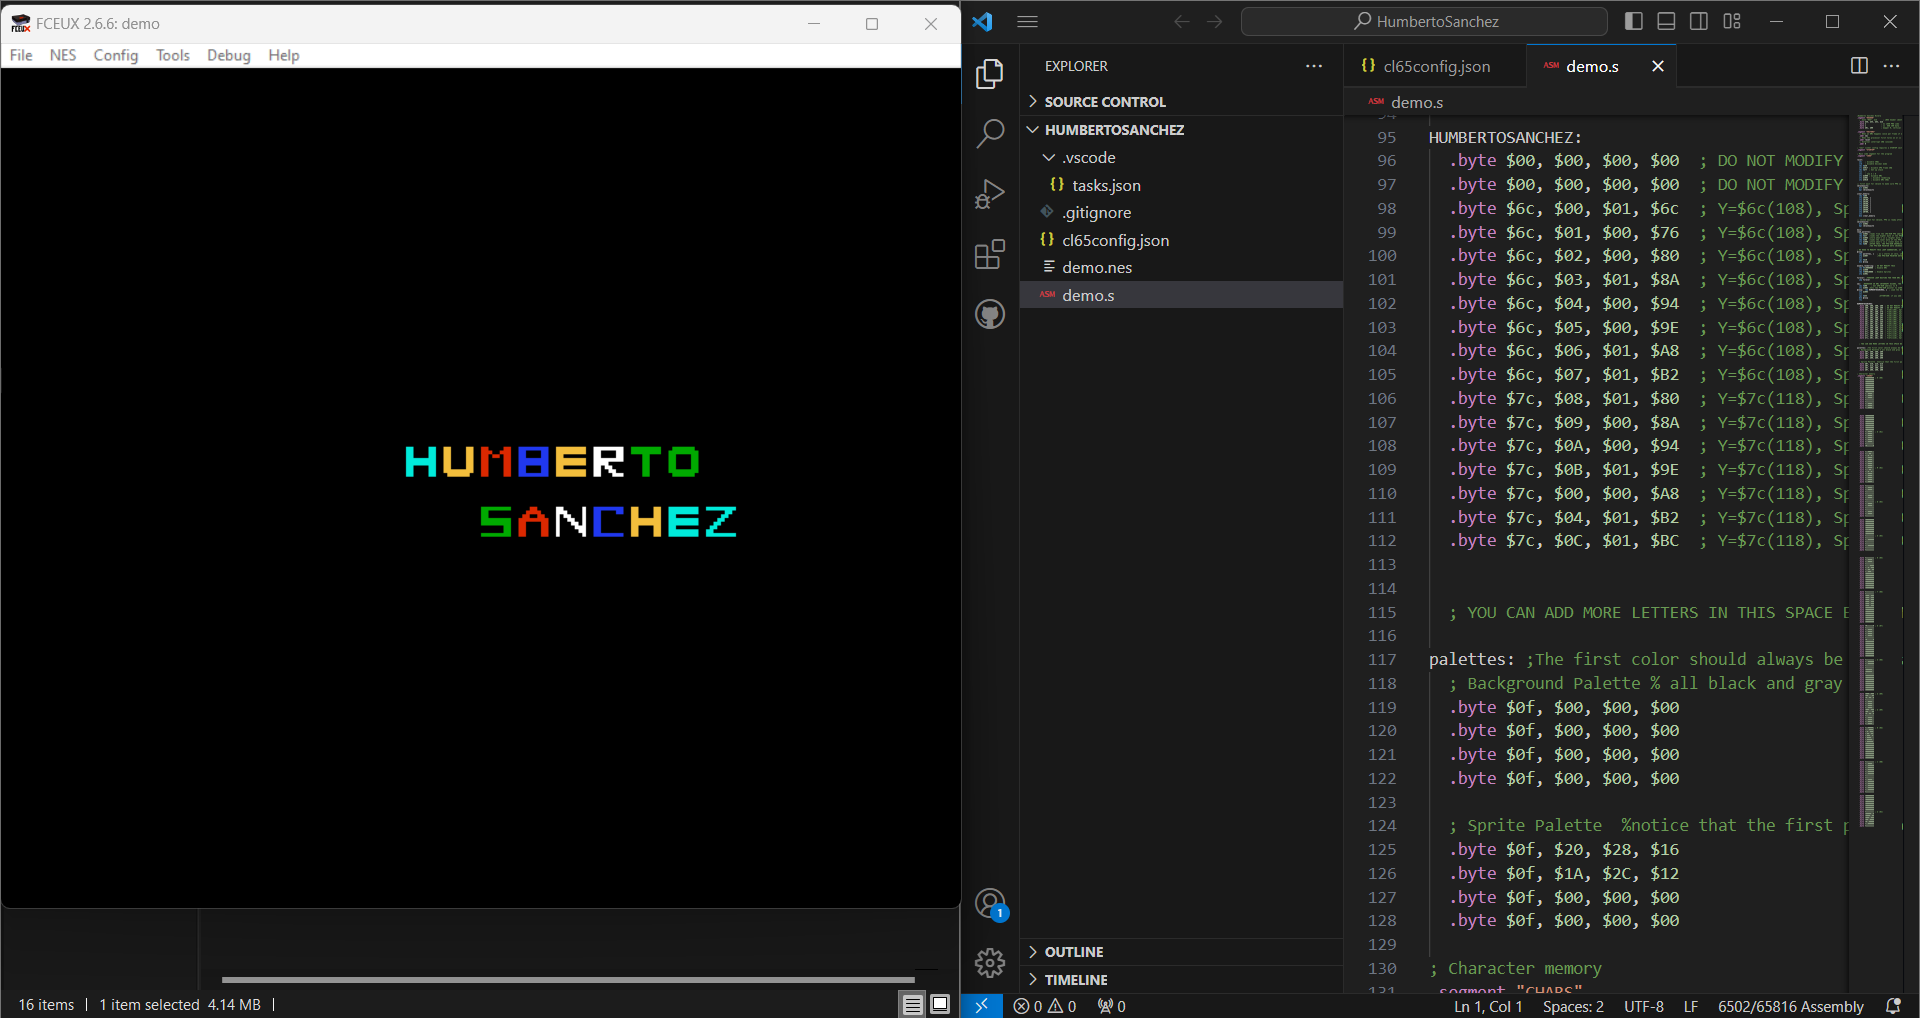 FCEUX 2.6.6: demo
File NES Config Tools Debug Help
HUMBERTO
SANCHEZ
16 items | 1 item selected 4.14 MB |
HumbertoSanchez
EXPLORER
SOURCE CONTROL
HUMBERTOSANCHEZ
.vscode
{} tasks.json
.gitignore
{} cl65config.json
demo.nes
ASM demo.s
OUTLINE
TIMELINE
1
{} cl65config.json
ASM demo.s
ASM demo.s
94
95 HUMBERTOSANCHEZ:
96 .byte $00, $00, $00, $00 ; DO NOT MODIFY
97 .byte $00, $00, $00, $00 ; DO NOT MODIFY
98 .byte $6c, $00, $01, $6c ; Y=$6c(108), Sp
99 .byte $6c, $01, $00, $76 ; Y=$6c(108), Sp
100 .byte $6c, $02, $00, $80 ; Y=$6c(108), Sp
101 .byte $6c, $03, $01, $8A ; Y=$6c(108), Sp
102 .byte $6c, $04, $00, $94 ; Y=$6c(108), Sp
103 .byte $6c, $05, $00, $9E ; Y=$6c(108), Sp
104 .byte $6c, $06, $01, $A8 ; Y=$6c(108), Sp
105 .byte $6c, $07, $01, $B2 ; Y=$6c(108), Sp
106 .byte $7c, $08, $01, $80 ; Y=$7c(118), Sp
107 .byte $7c, $09, $00, $8A ; Y=$7c(118), Sp
108 .byte $7c, $0A, $00, $94 ; Y=$7c(118), Sp
109 .byte $7c, $0B, $01, $9E ; Y=$7c(118), Sp
110 .byte $7c, $00, $00, $A8 ; Y=$7c(118), Sp
111 .byte $7c, $04, $01, $B2 ; Y=$7c(118), Sp
112 .byte $7c, $0C, $01, $BC ; Y=$7c(118), Sp
113
114
115 ; YOU CAN ADD MORE LETTERS IN THIS SPACE
116
117 palettes: ;The first color should always be
118 ; Background Palette % all black and gray
119 .byte $0f, $00, $00, $00
120 .byte $0f, $00, $00, $00
121 .byte $0f, $00, $00, $00
122 .byte $0f, $00, $00, $00
123
124 ; Sprite Palette %notice that the first p
125 .byte $0f, $20, $28, $16
126 .byte $0f, $1A, $2C, $12
127 .byte $0f, $00, $00, $00
128 .byte $0f, $00, $00, $00
129
130 ; Character memory
131 .segment "CHARS"
0 0 0 Ln 1, Col 1 Spaces: 2 UTF-8 LF 6502/65816 Assembly